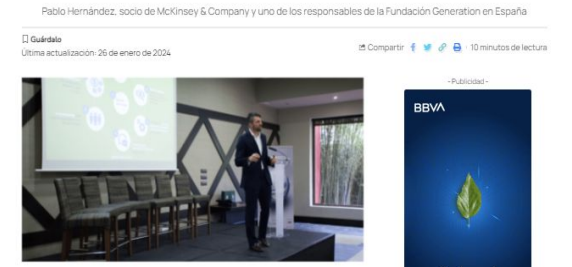 Pablo Hernández, socio de McKinsey & Company y uno de los responsables de la Fundación Generation en España
Guárdalo
Última actualización: 26 de enero de 2024
Compartir
10 minutos de lectura
- Publicidad -
BBVA